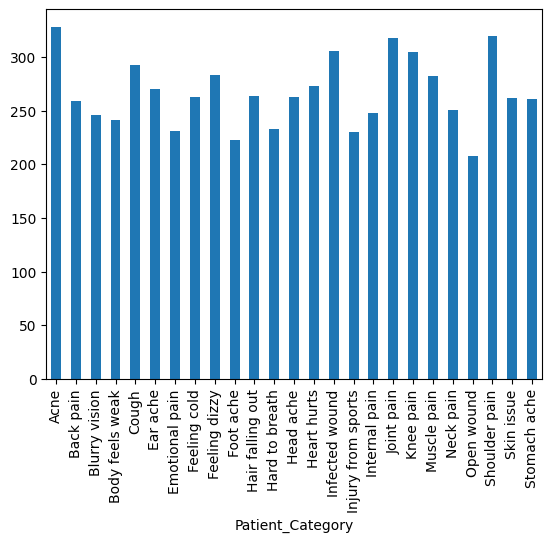 300
250
200
150
100
50
0
Acne
Back pain
Blurry vision
Body feels weak
Cough
Ear ache
Emotional pain
Feeling cold
Feeling dizzy
Foot ache
Hair falling out
Hard to breath
Head ache
Heart hurts
Infected wound
Injury from sports
Internal pain
Joint pain
Knee pain
Muscle pain
Neck pain
Open wound
Shoulder pain
Skin issue
Stomach ache
Patient_Category